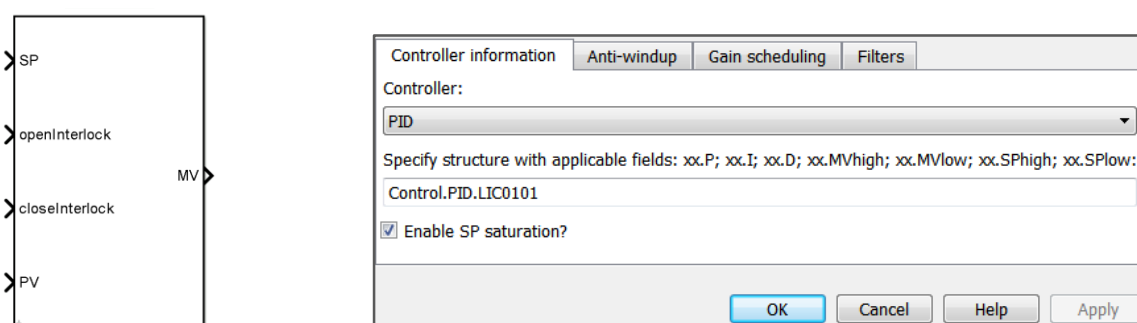 SP
openInterlock
MV
closeInterlock
PV
Controller information Anti-windup Gain scheduling Filters
Controller:
PID
Specify structure with applicable fields: xx.P; xx.I; xx.D; xx.MVhigh; xx.MVlow; xx.SPhigh; xx.SPlow:
Control.PID.LIC0101
Enable SP saturation?
OK Cancel Help Apply